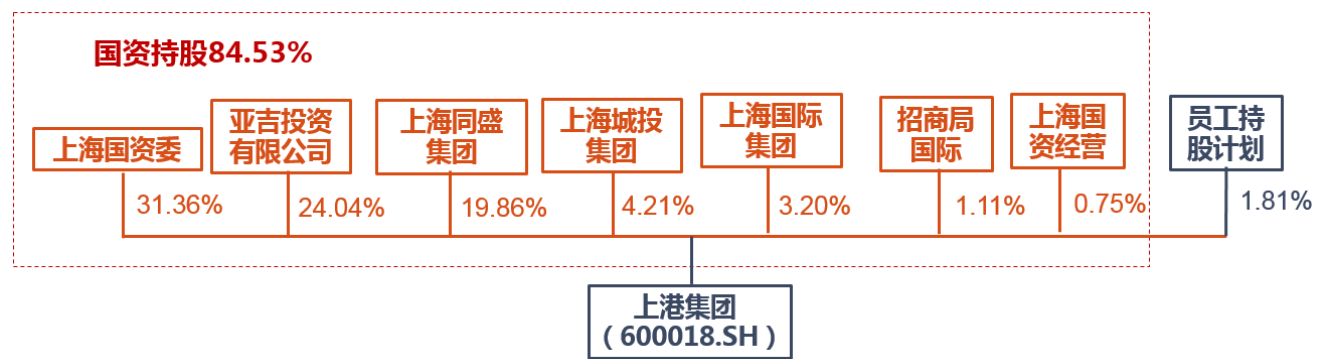 国资持股84.53%
上海国资委
亚吉投资
有限公司
上海同盛
集团
上海城投
集团
上海国际
集团
招商局
国际
上海国
资经营
员工持
股计划
31.36%
24.04%
19.86%
4.21%
3.20%
1.11%
0.75%
1.81%
上港集团
（600018.SH）